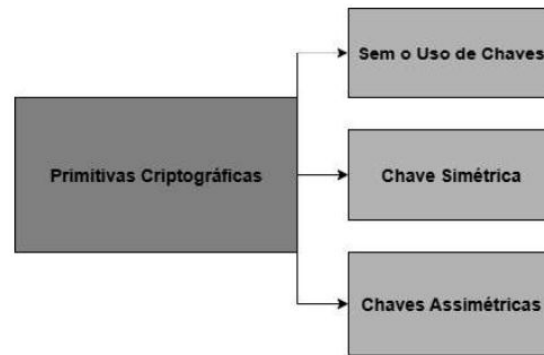 Sem o Uso de Chaves
Primitivas Criptográficas
Chave Simétrica
Chaves Assimétricas